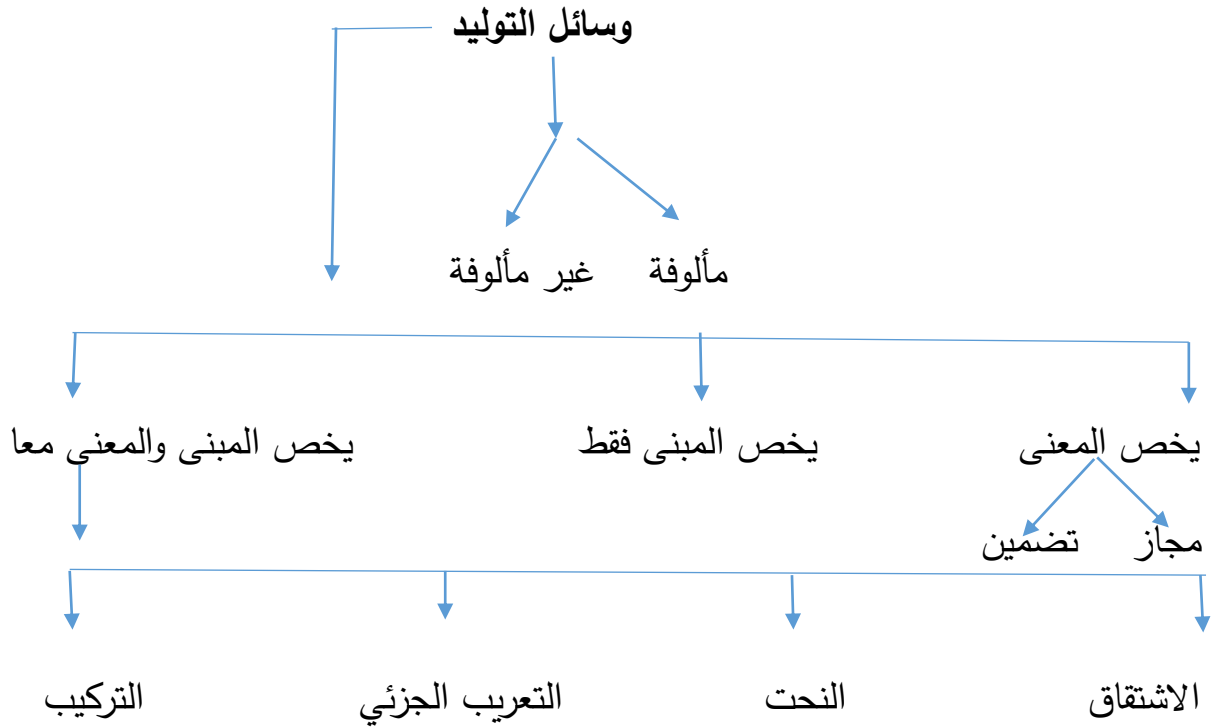 وسائل التوليد
مألوفة غير مألوفة
يخص المعنى يخص المبنى فقط يخص المبنى والمعنى معا
مجاز تضمين
الاشتقاق النحت التعريب الجزئي التركيب